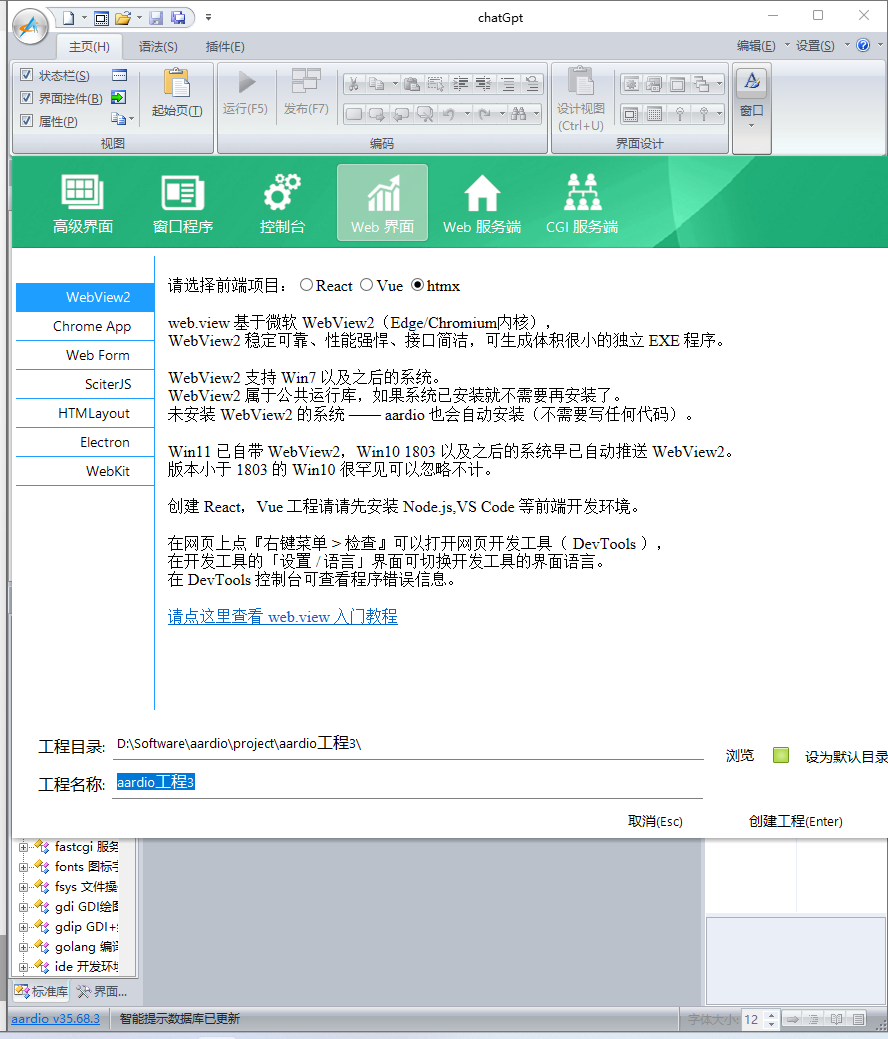 chatGpt
主页(H) 语法(S) 插件(E) 编辑(E) 设置(S)
状态栏(S)
界面控件(B)
属性(P)
起始页(T)
运行(F5)
发布(F7)
设计视图
(Ctrl+U)
窗口
视图 编码 界面设计
高级界面 窗口程序 控制台 Web 界面 Web 服务端 CGI 服务端
WebView2
Chrome App
Web Form
SciterJS
HTMLayout
Electron
WebKit
请选择前端项目： React Vue htmx
web.view 基于微软 WebView2（Edge/Chromium内核），
WebView2 稳定可靠、性能强悍、接口简洁，可生成体积很小的独立 EXE 程序。
WebView2 支持 Win7 以及之后的系统。
WebView2 属于公共运行库，如果系统已安装就不需要再安装了。
未安装 WebView2 的系统 —— aardio 也会自动安装（不需要写任何代码）。
Win11 已自带 WebView2，Win10 1803 以及之后的系统早已自动推送 WebView2。
版本小于 1803 的 Win10 很罕见可以忽略不计。
创建 React，Vue 工程请请先安装 Node.js,VS Code 等前端开发环境。
在网页上点『右键菜单 > 检查』可以打开网页开发工具（ DevTools ），
在开发工具的「设置 / 语言」界面可切换开发工具的界面语言。
在 DevTools 控制台可查看程序错误信息。
请点这里查看 web.view 入门教程
工程目录: D:\Software\aardio\project\aardio工程3\
浏览 设为默认目录
工程名称: aardio工程3
取消(Esc) 创建工程(Enter)
fastcgi 服务
fonts 图标字
fsys 文件操
gdi GDI绘图
gdip GDI+
golang 编译
ide 开发环境
标准库 界面...
aardio v35.68.3 智能提示数据库已更新 字体大小: 12